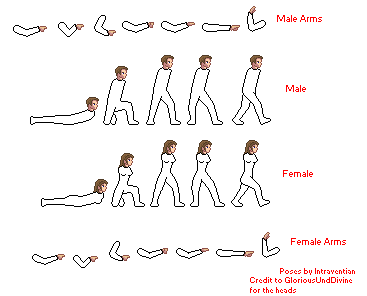 Male Arms
Male
Female
Female Arms
Poses by Intraventian
Credit to GloriousUndDivine
for the heads